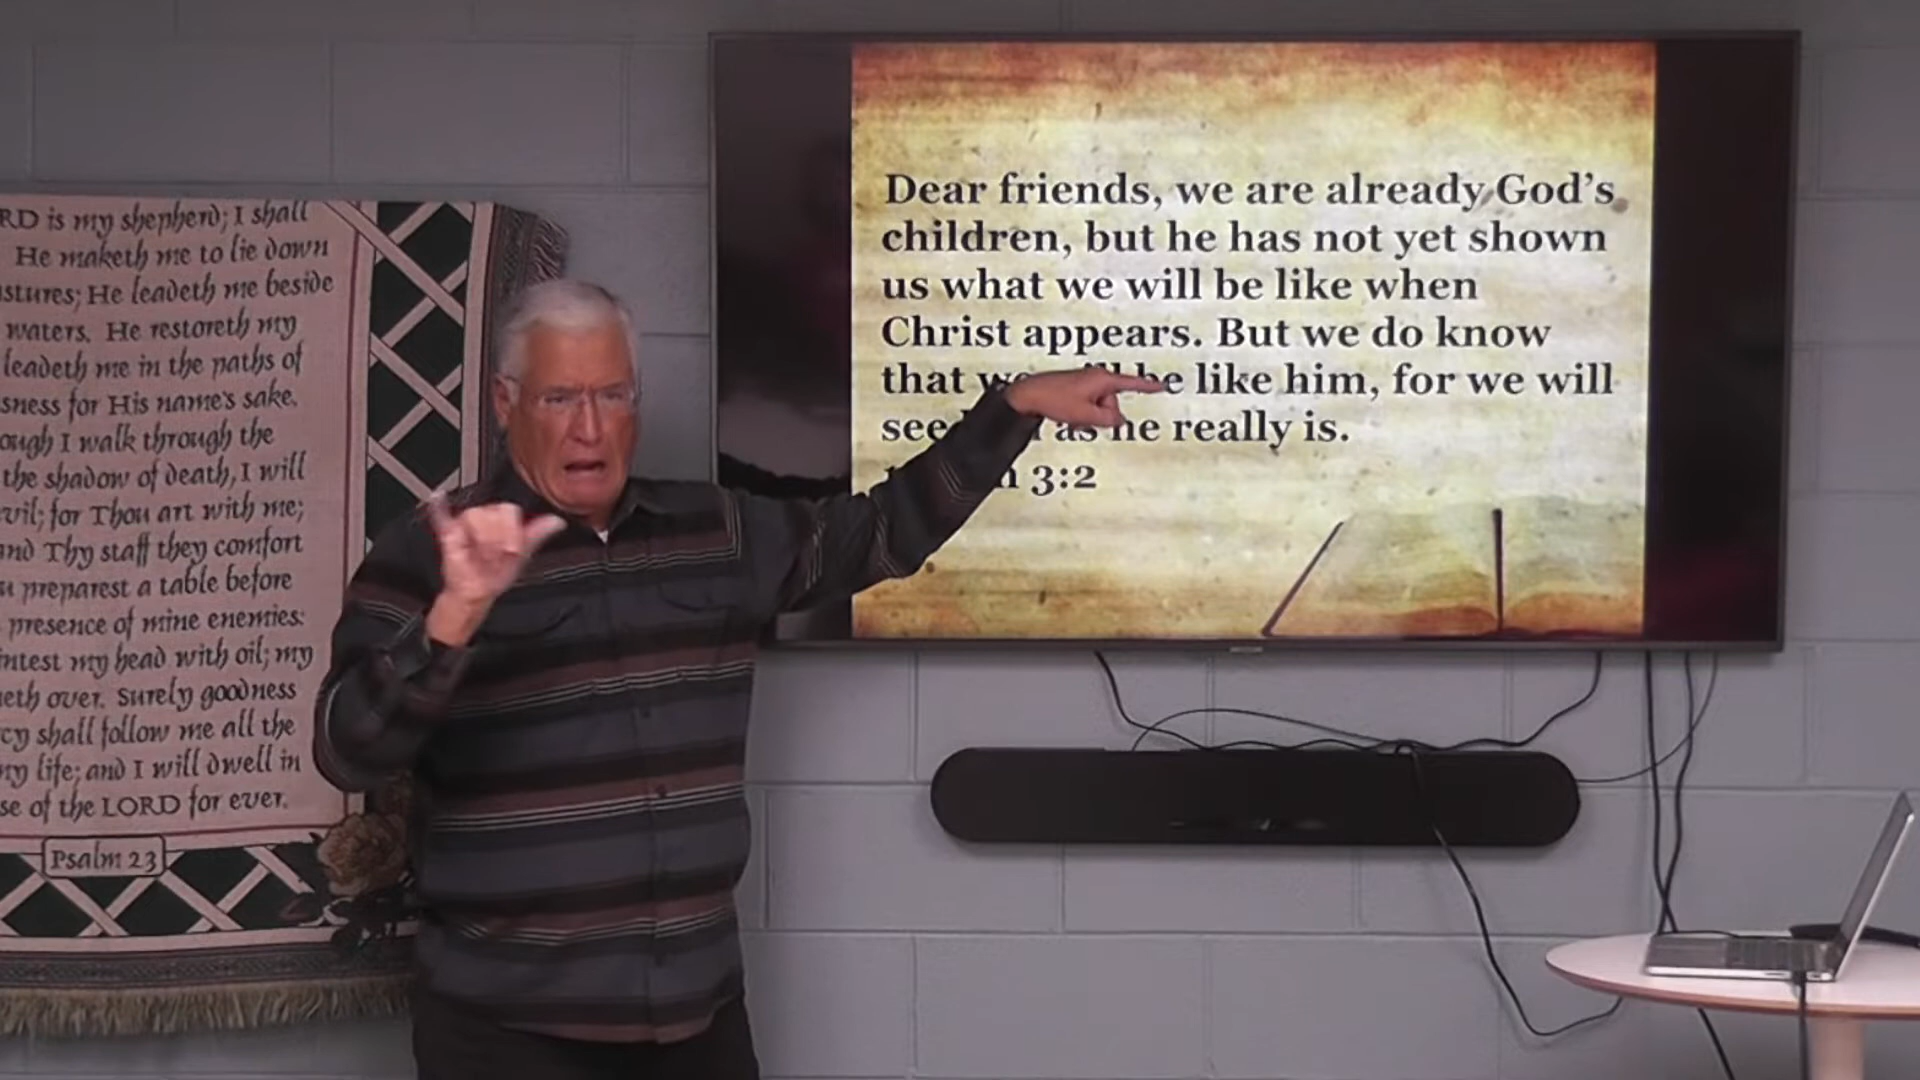 RD is my shepherd; I shall
He maketh me to lie down
stures; He leadeth me beside
waters. He restoreth my
leadeth me in the paths of
sness for His name's sake.
ough I walk through the
the shadow of death, I will
vil; for Thou art with me;
and Thy staff they comfort
u preparest a table before
presence of mine enemies:
intest my head with oil; my
eth over. Surely goodness
cy shall follow me all the
my life; and I will dwell in
se of the LORD for ever.
Psalm 23
Dear friends, we are already God's
children, but he has not yet shown
us what we will be like when
Christ appears. But we do know
that be like him, for we will
see as he really is.
3:2